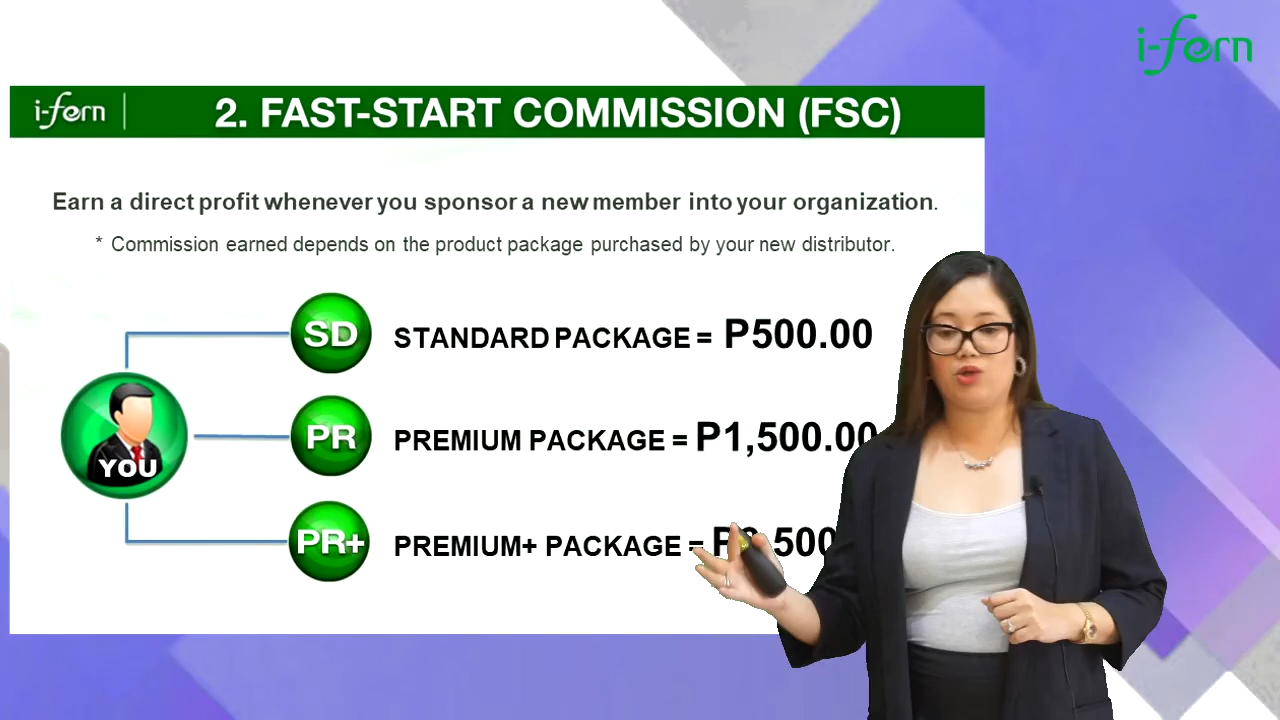 i-fern
i-fern
2. FAST-START COMMISSION (FSC)
Earn a direct profit whenever you sponsor a new member into your organization.
* Commission earned depends on the product package purchased by your new distributor.
SD
STANDARD PACKAGE = P500.00
YOU
PR
PREMIUM PACKAGE = P1,500.00
PR+
PREMIUM+ PACKAGE =